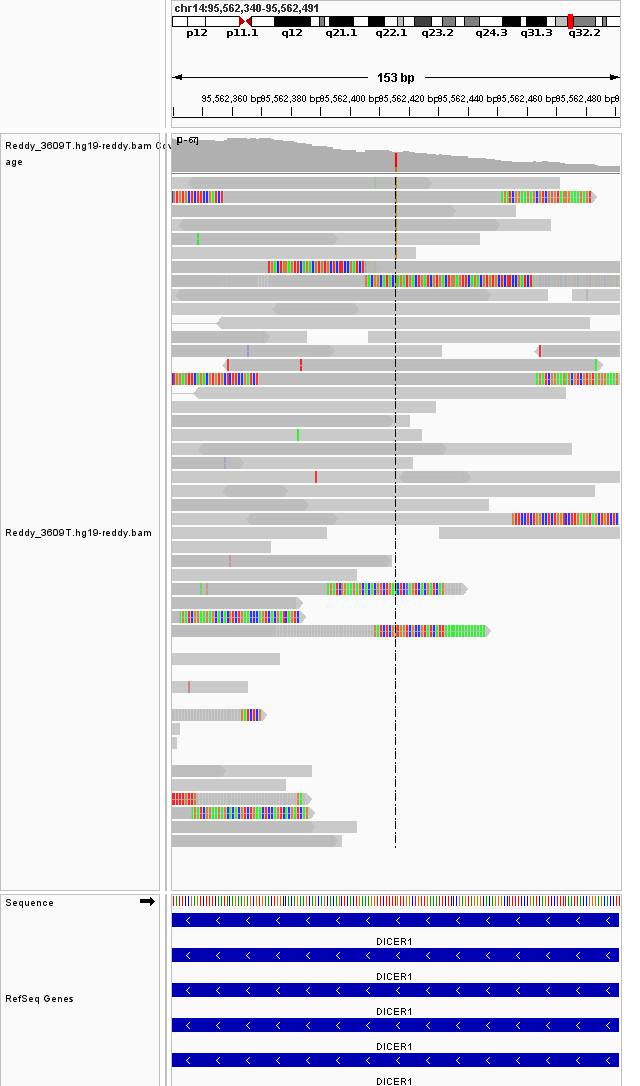 chr14:95,562,340-95,562,491
p12 p11.1 q12 q21.1 q22.1 q23.2 q24.3 q31.3 q32.2
153 bp
95,562,360 bp 95,562,380 bp 95,562,400 bp 95,562,420 bp 95,562,440 bp 95,562,460 bp 95,562,480 bp
Reddy_3609T.hg19-reddy.bam Cov
age
[0-67]
Reddy_3609T.hg19-reddy.bam
Sequence
DICER1
DICER1
RefSeq Genes
DICER1
DICER1
DICER1